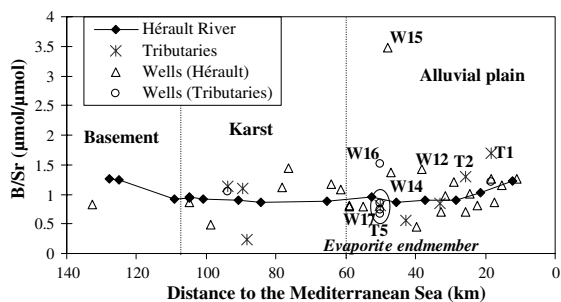 B/Sr (µmol/µmol)
4
3.5
3
2.5
2
1.5
1
0.5
0
Hérault River
Tributaries
Wells (Hérault)
Wells (Tributaries)
W15
Alluvial plain
Basement
Karst
W16
W12
T2
T1
W14
W17
T5
Evaporite endmember
140 120 100 80 60 40 20 0
Distance to the Mediterranean Sea (km)